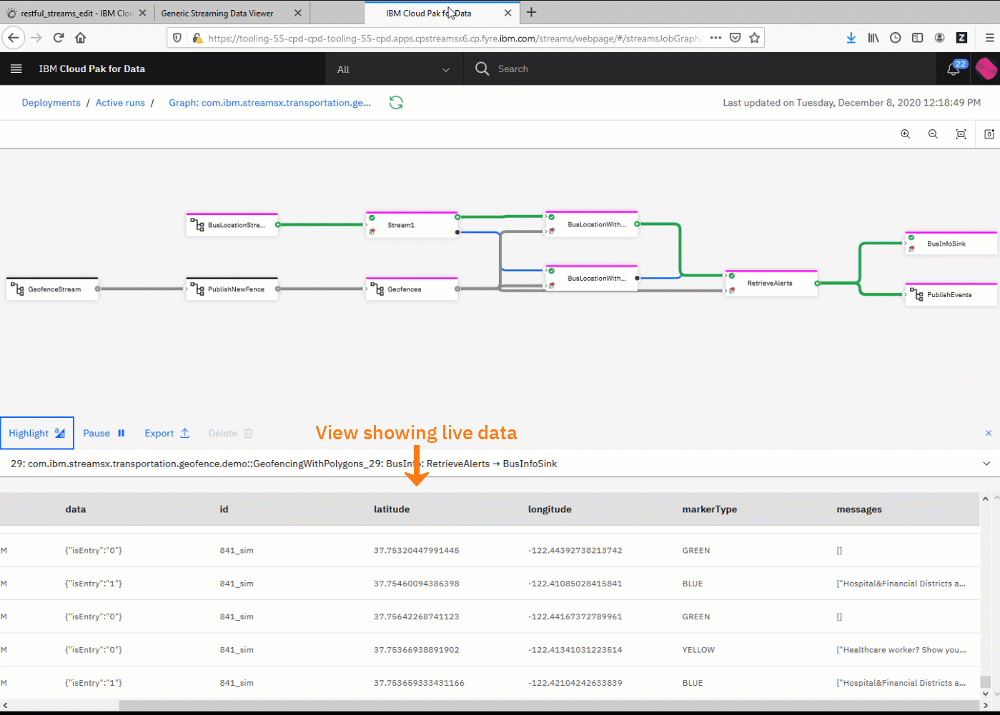 restful_streams_edit - IBM Clou
Generic Streaming Data Viewer
IBM Cloud Pak for Data
https://tooling-55-cpd-cpd-tooling-55-cpd.apps.cpstreamsx6.cp.fyre.ibm.com/streams/webpage/#/streamsJobGraph
IBM Cloud Pak for Data
All
Search
22
Deployments / Active runs / Graph: com.ibm.streamsx.transportation.ge...
Last updated on Tuesday, December 8, 2020 12:18:49 PM
BusLocationStre...
Stream1
BusLocationWith...
BusInfoSink
GeofenceStream
PublishNewFence
Geofences
BusLocationWith...
RetrieveAlerts
PublishEvents
Highlight
Pause
Export
Delete
View showing live data
29: com.ibm.streamsx.transportation.geofence.demo::GeofencingWithPolygons_29: BusInfo: RetrieveAlerts → BusInfoSink
data id latitude longitude markerType messages
M {"isEntry":"0"} 841_sim 37.75320447991445 -122.44392738213742 GREEN []
M {"isEntry":"1"} 841_sim 37.75460094386398 -122.41085028415841 BLUE ["Hospital&Financial Districts a...
M {"isEntry":"0"} 841_sim 37.75642268741123 -122.44167372789961 GREEN []
M {"isEntry":"0"} 841_sim 37.75366938891902 -122.41341031223514 YELLOW ["Healthcare worker? Show you...
M {"isEntry":"1"} 841_sim 37.753659333431166 -122.42104242633839 BLUE ["Hospital&Financial Districts a...